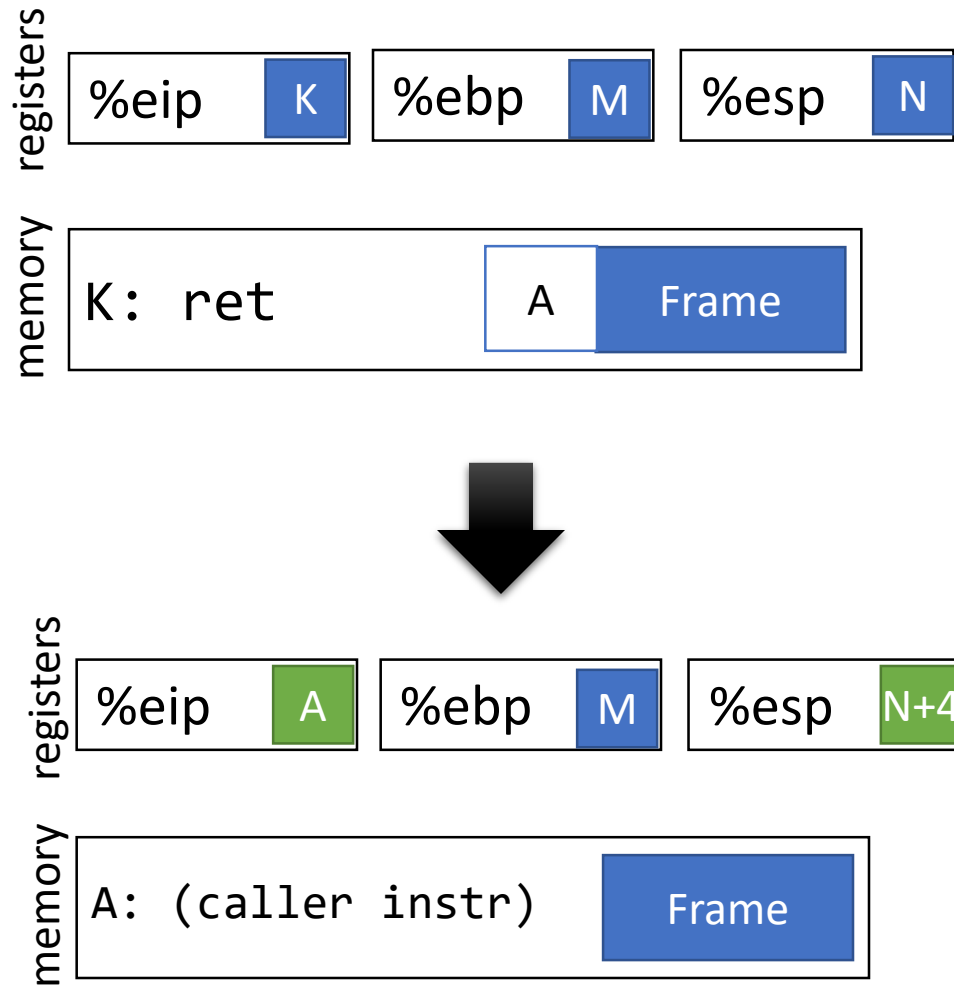 registers
%eip K %ebp M %esp N
memory
K: ret A Frame
registers
%eip A %ebp M %esp N+4
memory
A: (caller instr) Frame